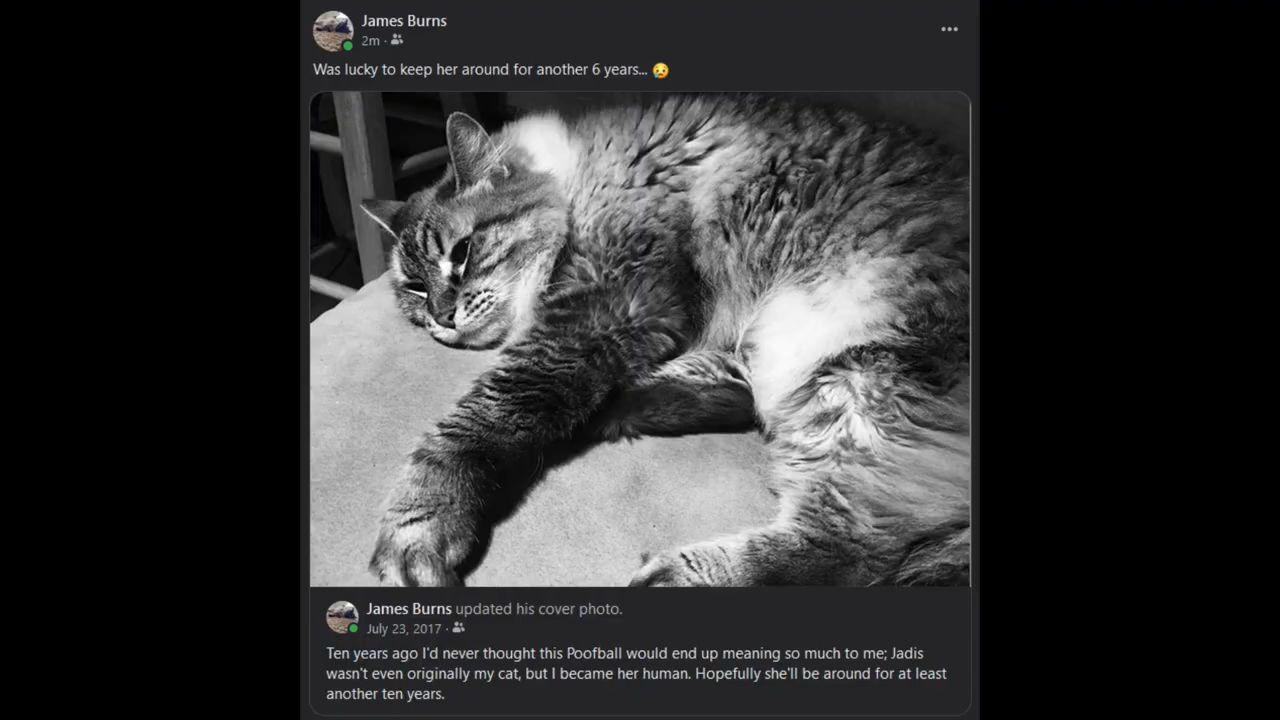 James Burns
2m ·
Was lucky to keep her around for another 6 years... 😢
James Burns updated his cover photo.
July 23, 2017 ·
Ten years ago I'd never thought this Poofball would end up meaning so much to me; Jadis
wasn't even originally my cat, but I became her human. Hopefully she'll be around for at least
another ten years.